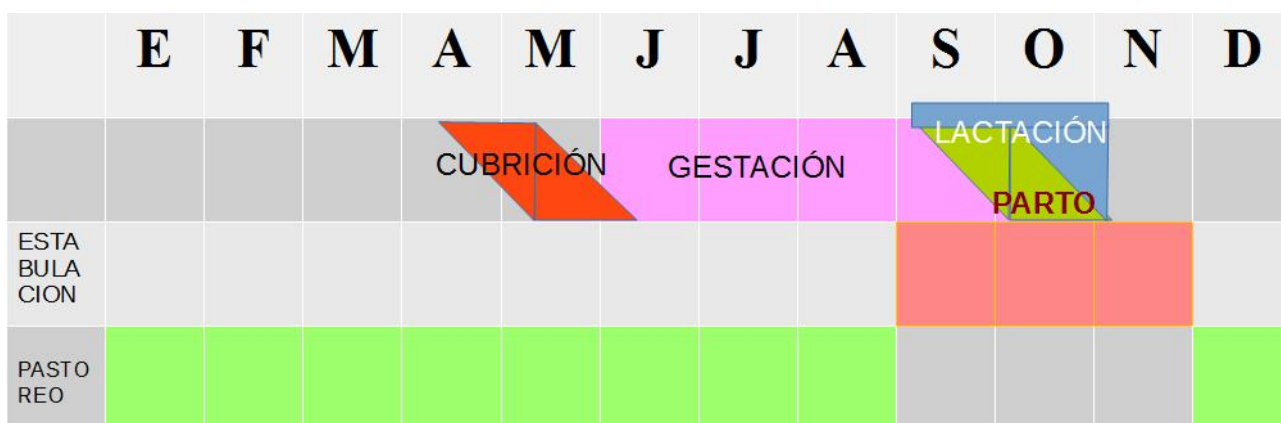 E F M A M J J A S O N D
LACTACIÓN
CUBRICIÓN GESTACIÓN
PARTO
ESTA
BULA
CION
PASTO
REO